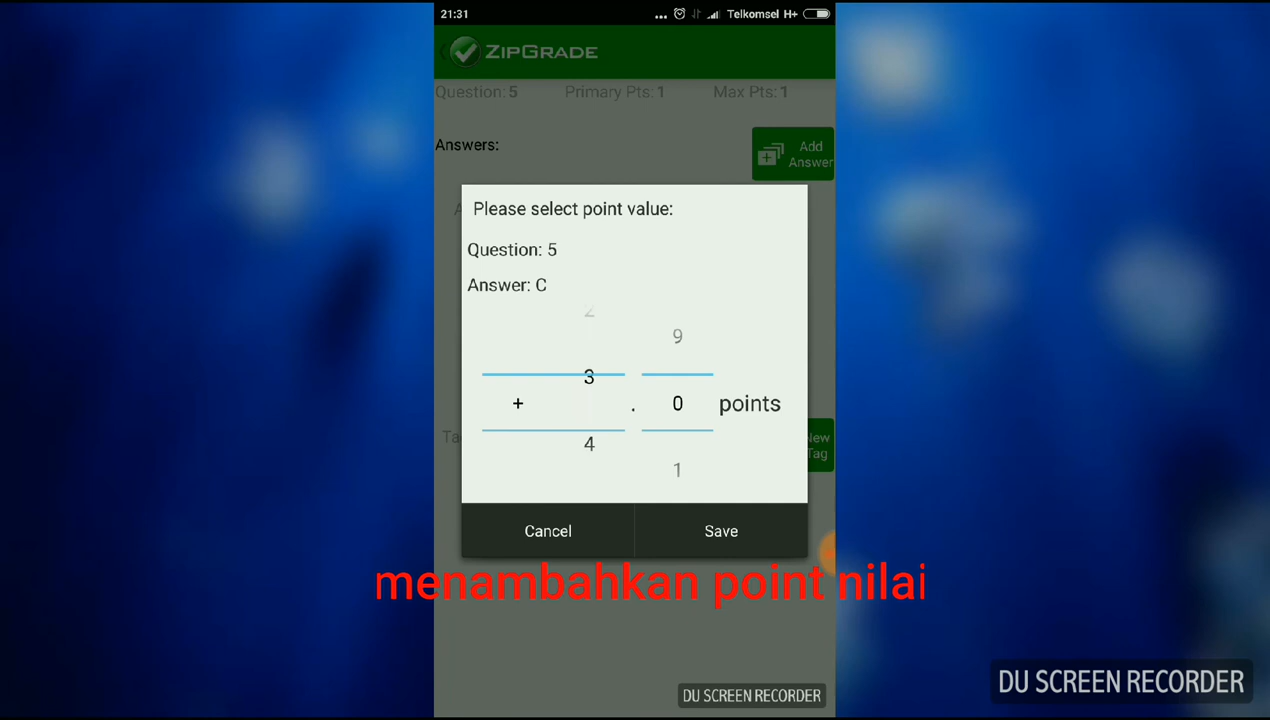 21:31
... Telkomsel H+
ZIPGRADE
Question: 5 Primary Pts: 1 Max Pts: 1
Answers:
Add
Answer
Please select point value:
Question: 5
Answer: C
2
9
3
+ . 0 points
4
1
New
Tag
Cancel Save
menambahkan point nilai
DU SCREEN RECORDER
DU SCREEN RECORDER